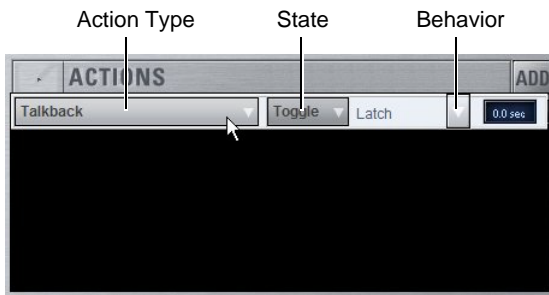 Action Type State Behavior
ACTIONS ADD
Talkback Toggle Latch 0.0 sec